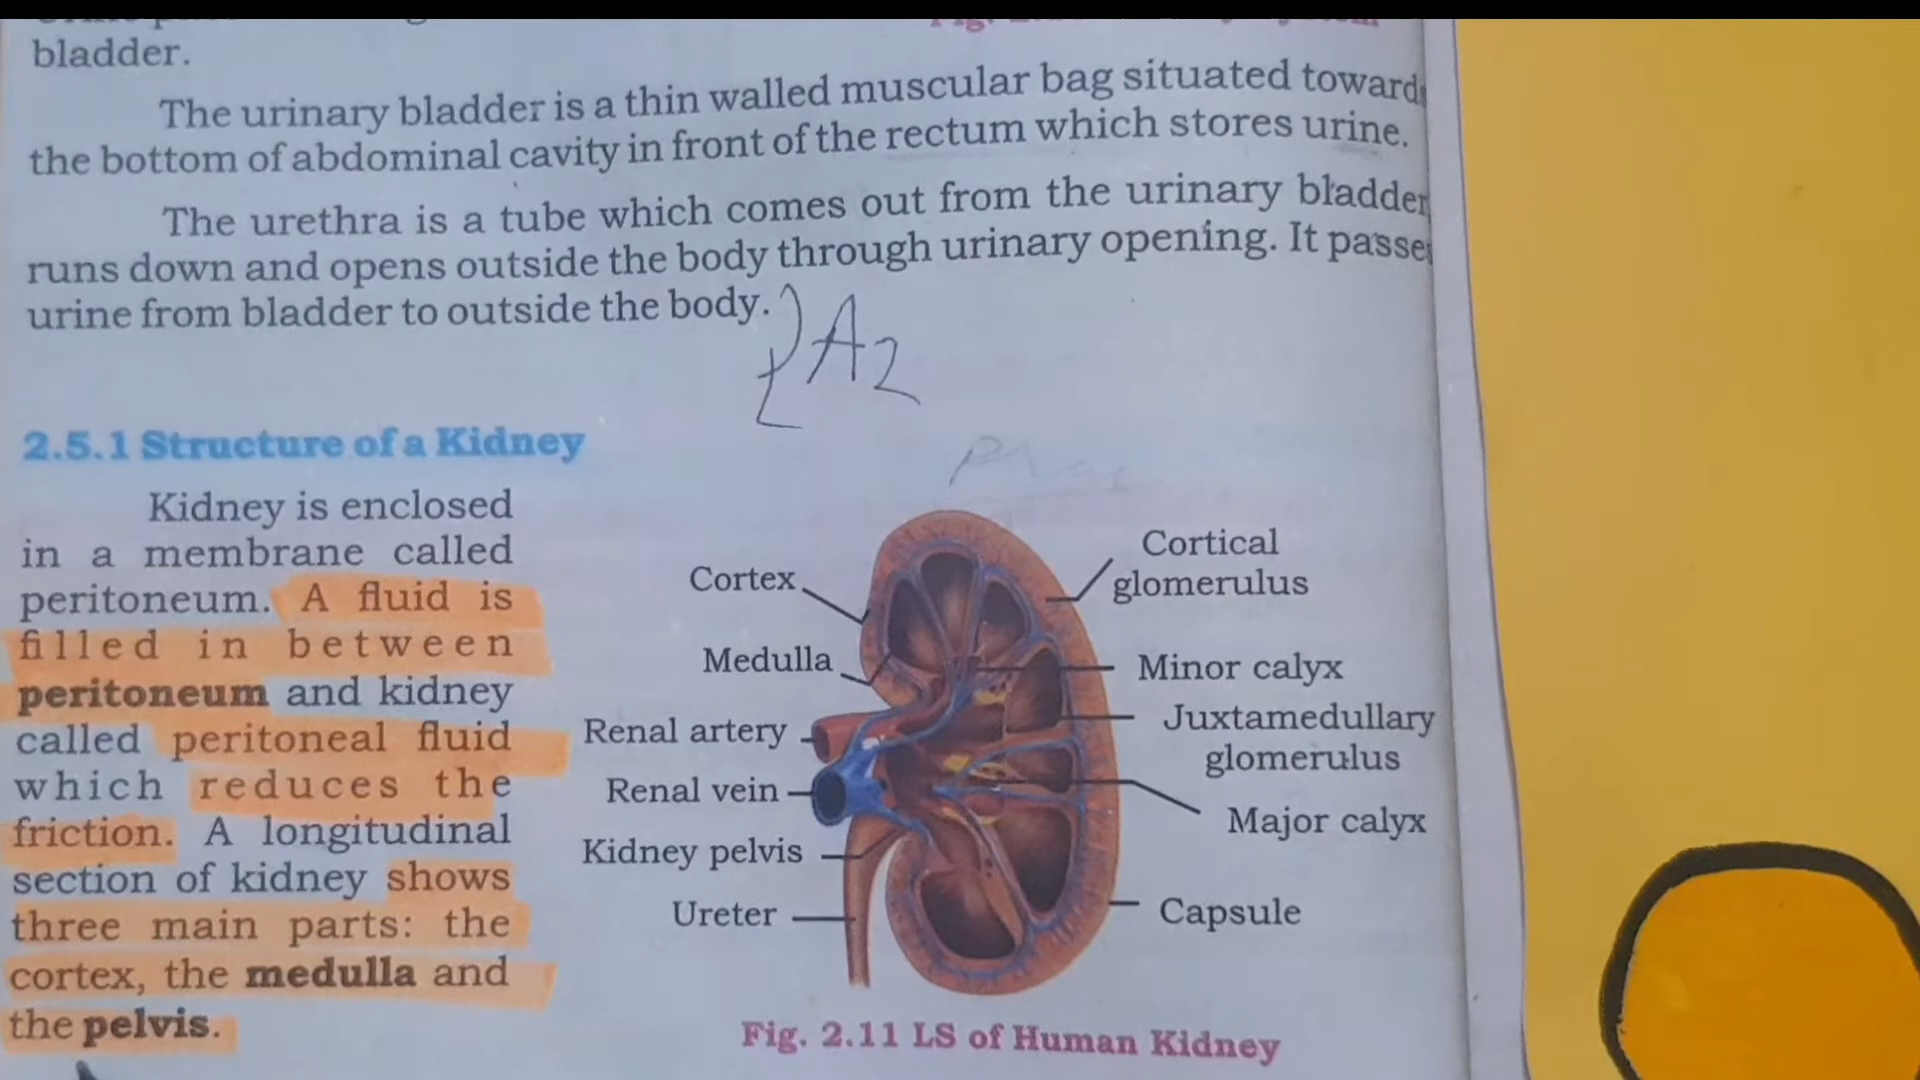 bladder.
The urinary bladder is a thin walled muscular bag situated toward
the bottom of abdominal cavity in front of the rectum which stores urine.
The urethra is a tube which comes out from the urinary bladder
runs down and opens outside the body through urinary opening. It passe
urine from bladder to outside the body.
A2
2.5.1 Structure of a Kidney
Kidney is enclosed
in a membrane called
peritoneum. A fluid is
filled in between
peritoneum and kidney
called peritoneal fluid
which reduces the
friction. A longitudinal
section of kidney shows
three main parts: the
cortex, the medulla and
the pelvis.
Cortex
Medulla
Renal artery
Renal vein
Kidney pelvis
Ureter
Cortical
glomerulus
Minor calyx
Juxtamedullary
glomerulus
Major calyx
Capsule
Fig. 2.11 LS of Human Kidney